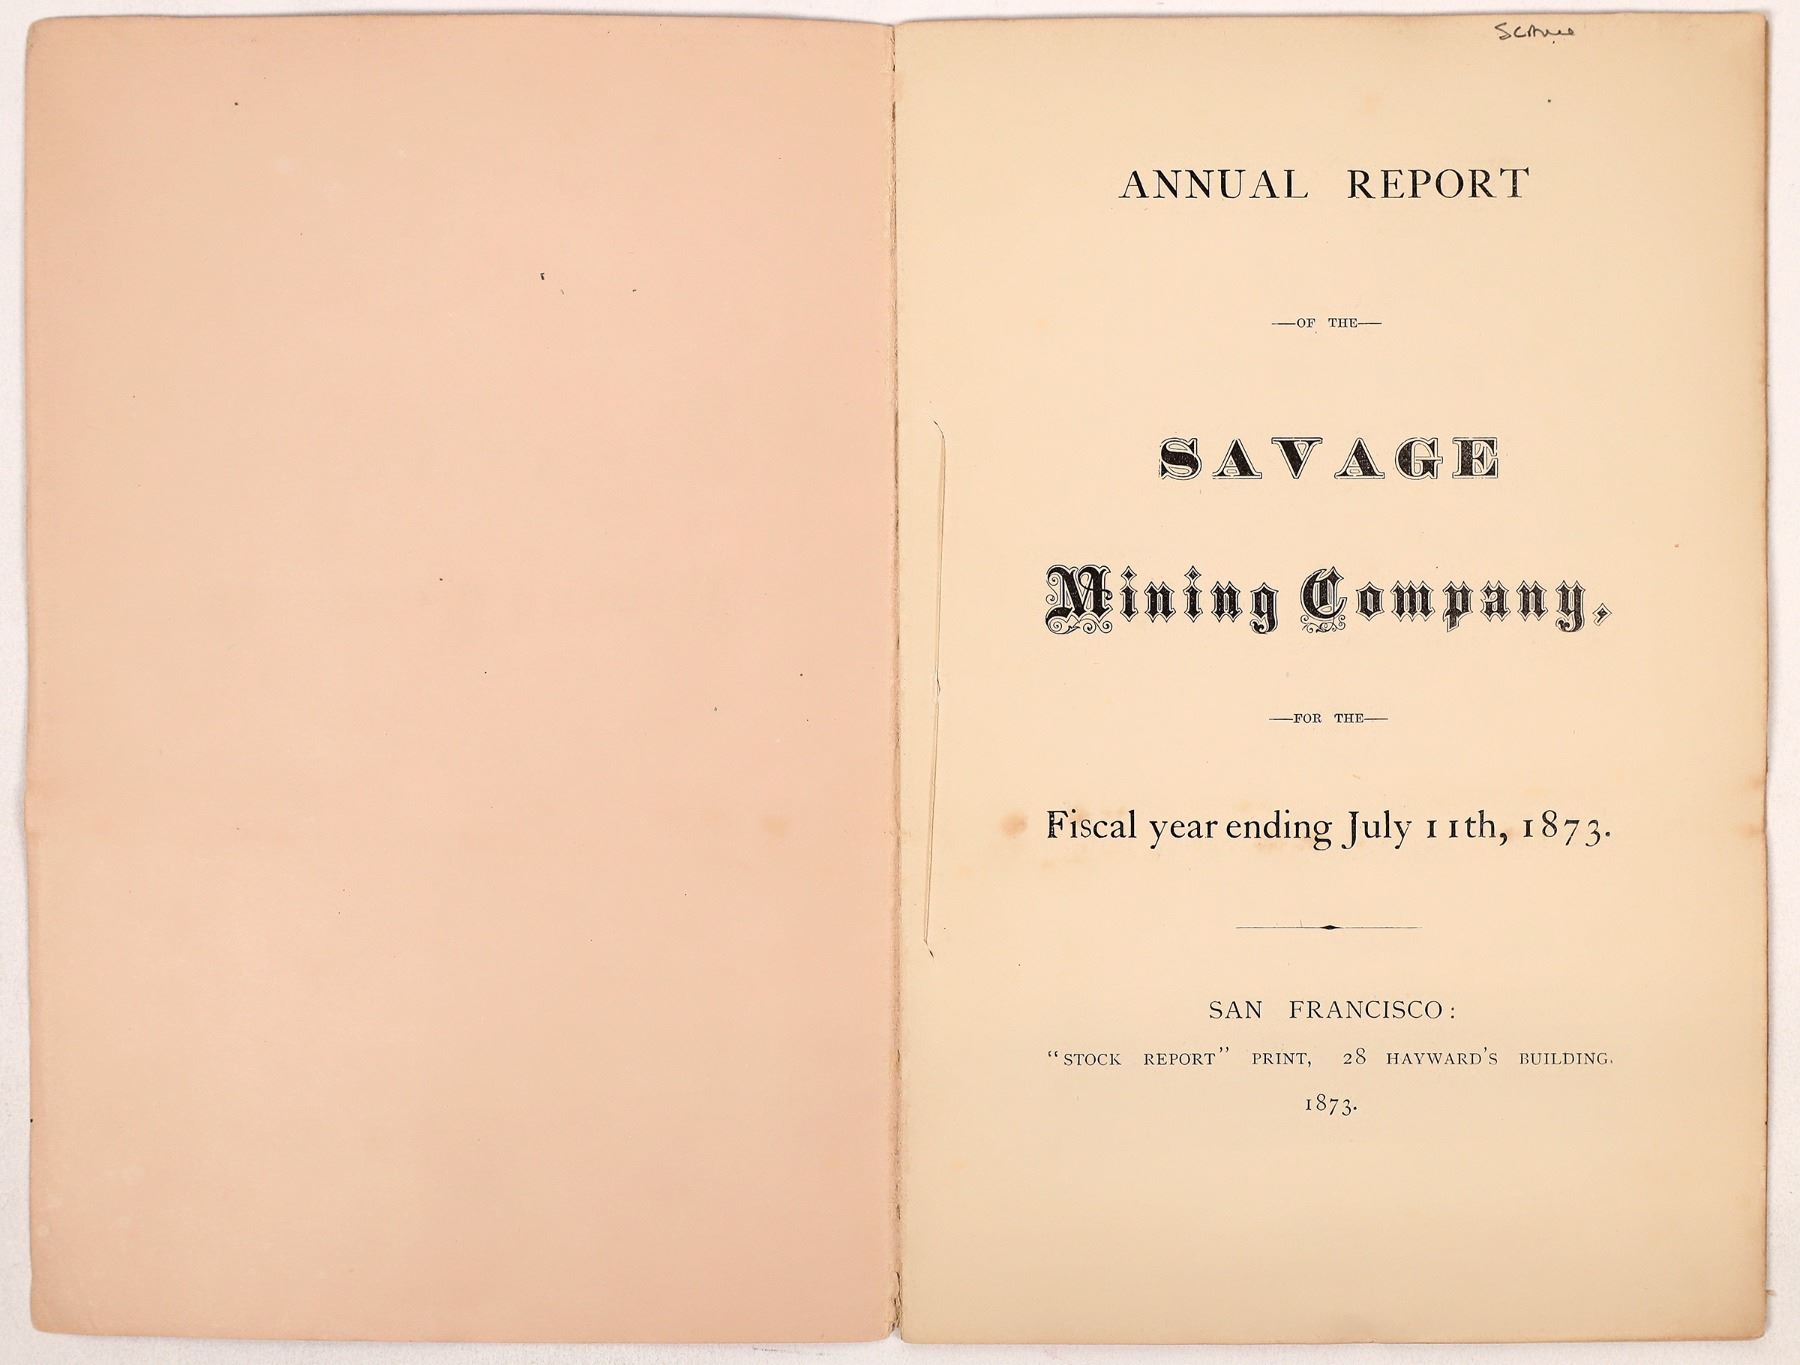 ANNUAL REPORT
—OF THE—
SAVAGE
Mining Company,
—FOR THE—
Fiscal year ending July 11th, 1873.
SAN FRANCISCO:
"STOCK REPORT" PRINT, 28 HAYWARD'S BUILDING.
1873.